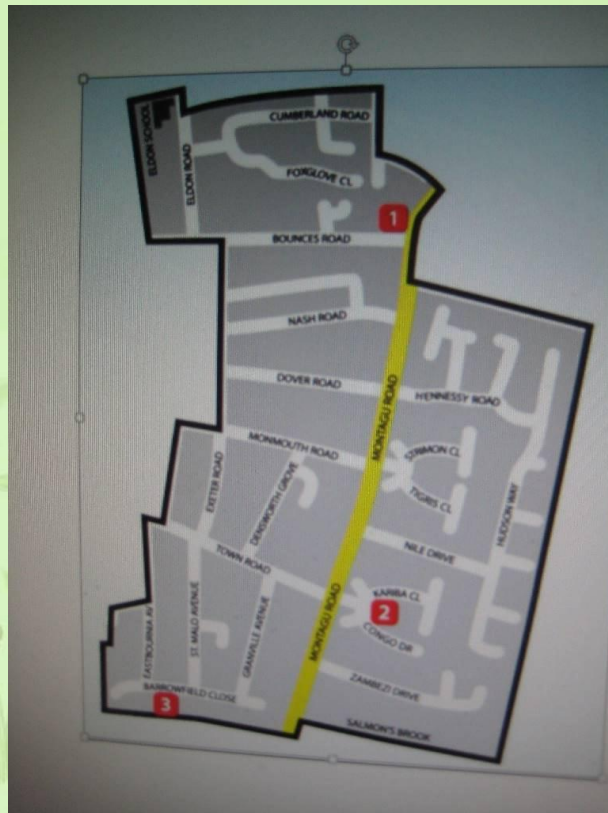 ELDON SCHOOL
ELDON ROAD
CUMBERLAND ROAD
FOXGLOVE CL
1
BOUNCES ROAD
NASH ROAD
DOVER ROAD
HENNESSY ROAD
MONTAGU ROAD
MONMOUTH ROAD
STRIMON CL
EXETER ROAD
DENSWORTH GROVE
TIGRIS CL
HUDSON WAY
TOWN ROAD
NILE DRIVE
EASTBOURNIA AV
ST. MALO AVENUE
GRANVILLE AVENUE
MONTAGU ROAD
KARIBA CL
2
CONGO DR
BARROWFIELD CLOSE
3
ZAMBEZI DRIVE
SALMON'S BROOK